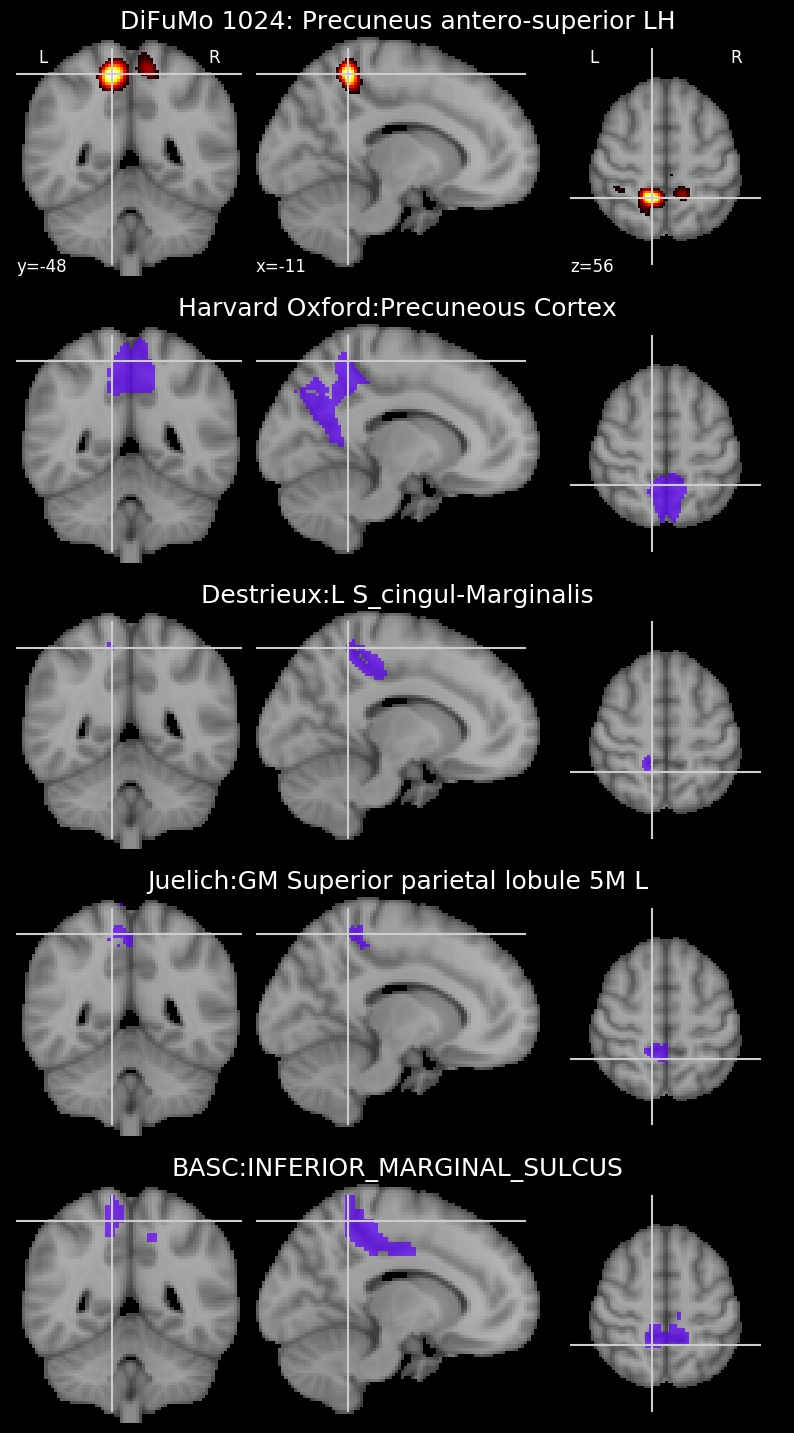 DiFuMo 1024: Precuneus antero-superior LH
L R L R
y=-48 x=-11 z=56
Harvard Oxford:Precuneous Cortex
Destrieux:L S_cingul-Marginalis
Juelich:GM Superior parietal lobule 5M L
BASC:INFERIOR_MARGINAL_SULCUS